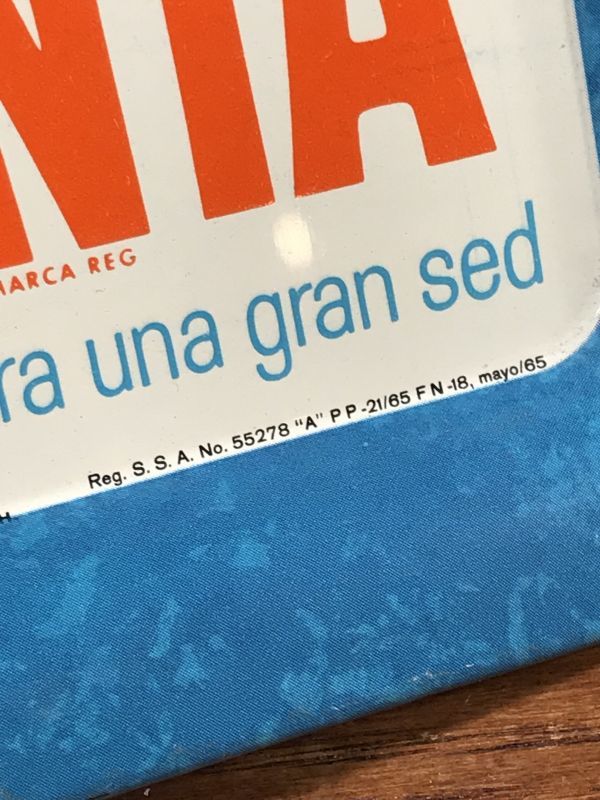 NTA
MARCA REG
ra una gran sed
Reg. S. S. A. No. 55278 "A" P P -21/65 F N -18, mayo/65
H.